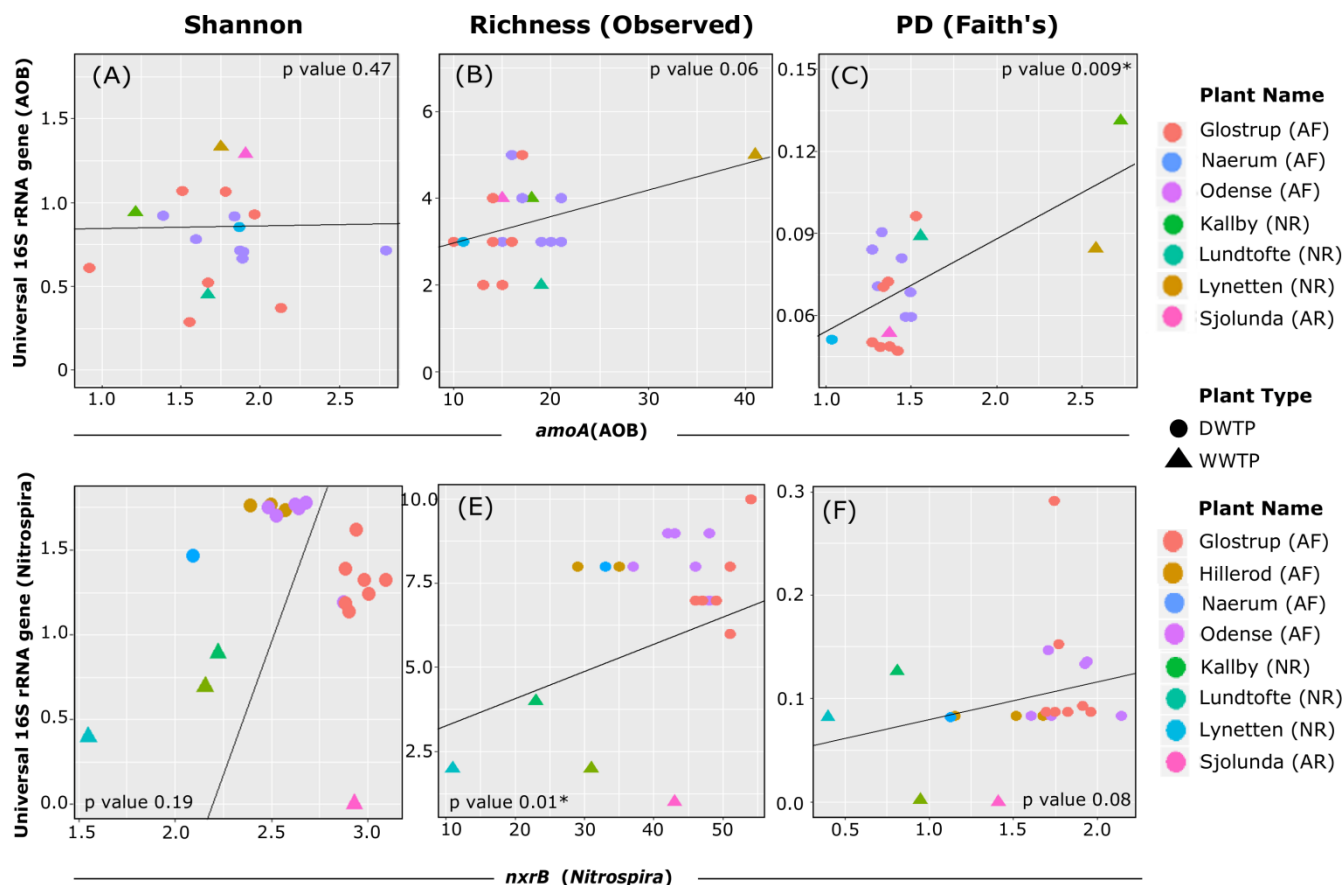 Shannon
Richness (Observed)
PD (Faith's)
Universal 16S rRNA gene (AOB)
(A)
p value 0.47
1.5
1.0
0.5
0
1.0
1.5
2.0
2.5
(B)
p value 0.06
6
4
2
0
10
20
30
40
(C)
p value 0.009*
0.15
0.12
0.09
0.06
1.0
1.5
2.0
2.5
amoA(AOB)
Plant Name
Glostrup (AF)
Naerum (AF)
Odense (AF)
Kallby (NR)
Lundtofte (NR)
Lynetten (NR)
Sjolunda (AR)
Plant Type
DWTP
WWTP
Universal 16S rRNA gene (Nitrospira)
p value 0.19
1.5
1.0
0.5
0.0
1.5
2.0
2.5
3.0
(E)
p value 0.01*
10.0
7.5
5.0
2.5
10
20
30
40
50
(F)
p value 0.08
0.3
0.2
0.1
0.0
0.5
1.0
1.5
2.0
nxrB (Nitrospira)
Plant Name
Glostrup (AF)
Hillerod (AF)
Naerum (AF)
Odense (AF)
Kallby (NR)
Lundtofte (NR)
Lynetten (NR)
Sjolunda (AR)